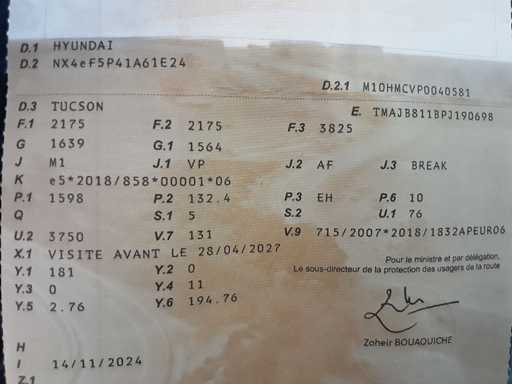 D.1 HYUNDAI
D.2 NX4eF5P41A61E24
D.2.1 M10HMCVP0040581
D.3 TUCSON
E. TMAJB811BPJ190698
F.1 2175 F.2 2175 F.3 3825
G 1639 G.1 1564
J M1 J.1 VP J.2 AF J.3 BREAK
K e5*2018/858*00001*06
P.1 1598 P.2 132.4 P.3 EH P.6 10
Q S.1 5 S.2 U.1 76
U.2 3750 V.7 131 V.9 715/2007*2018/1832APEURO6
X.1 VISITE AVANT LE 28/04/2027
Y.1 181 Y.2 0
Y.3 0 Y.4 11
Y.5 2.76 Y.6 194.76
Pour le ministre et par délégation,
Le sous-directeur de la protection des usagers de la route
Zoheir BOUAOUICHE
H
I 14/11/2024
Z.1